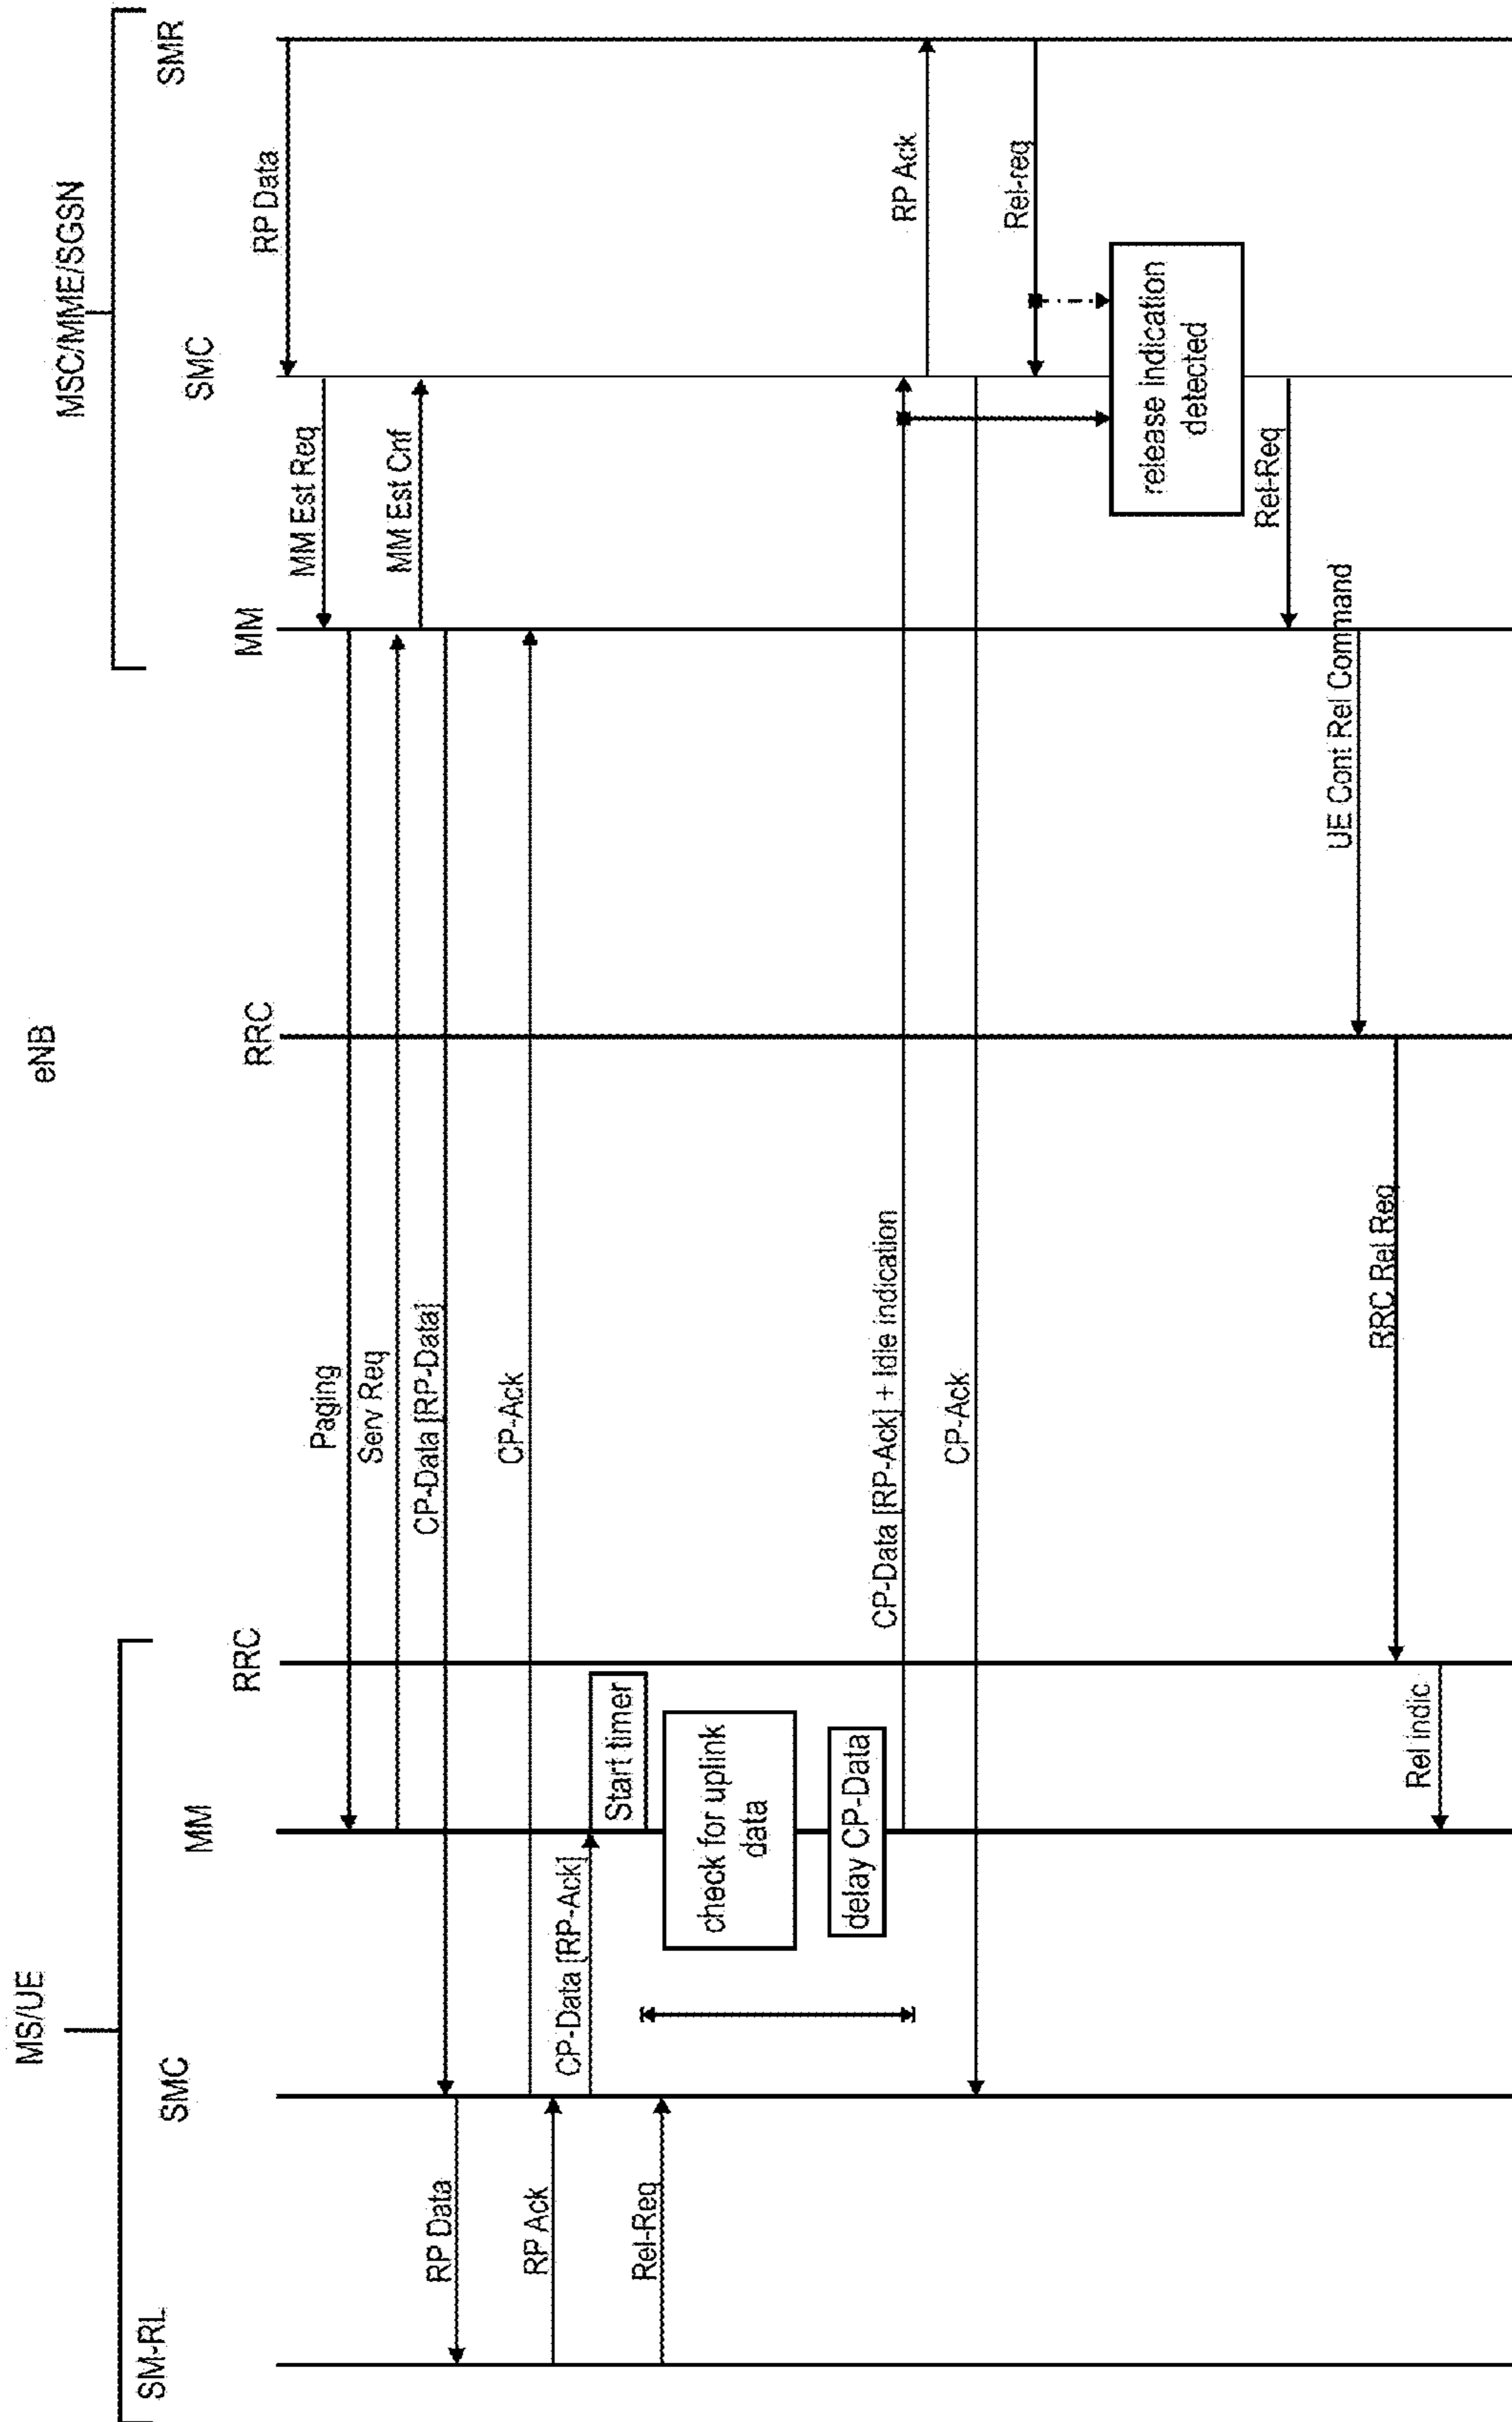 MS/UE
eNB
MSC/MME/SGSN
SM-RL
SMC
MM
RRC
RRC
MM
SMC
SMR
RP Data
MM Est Req
Paging
Serv Req
MM Est Cnf
CP-Data [RP-Data]
RP Data
CP-Ack
RP Ack
CP-Data [RP-Ack]
Start timer
Rel-Req
check for uplink
data
delay CP-Data
CP-Data [RP-Ack] + Idle indication
RP Ack
CP-Ack
Rel-req
release indication
detected
Rel-Req
UE Cont Rel Command
RRC Rel Req
Rel indic